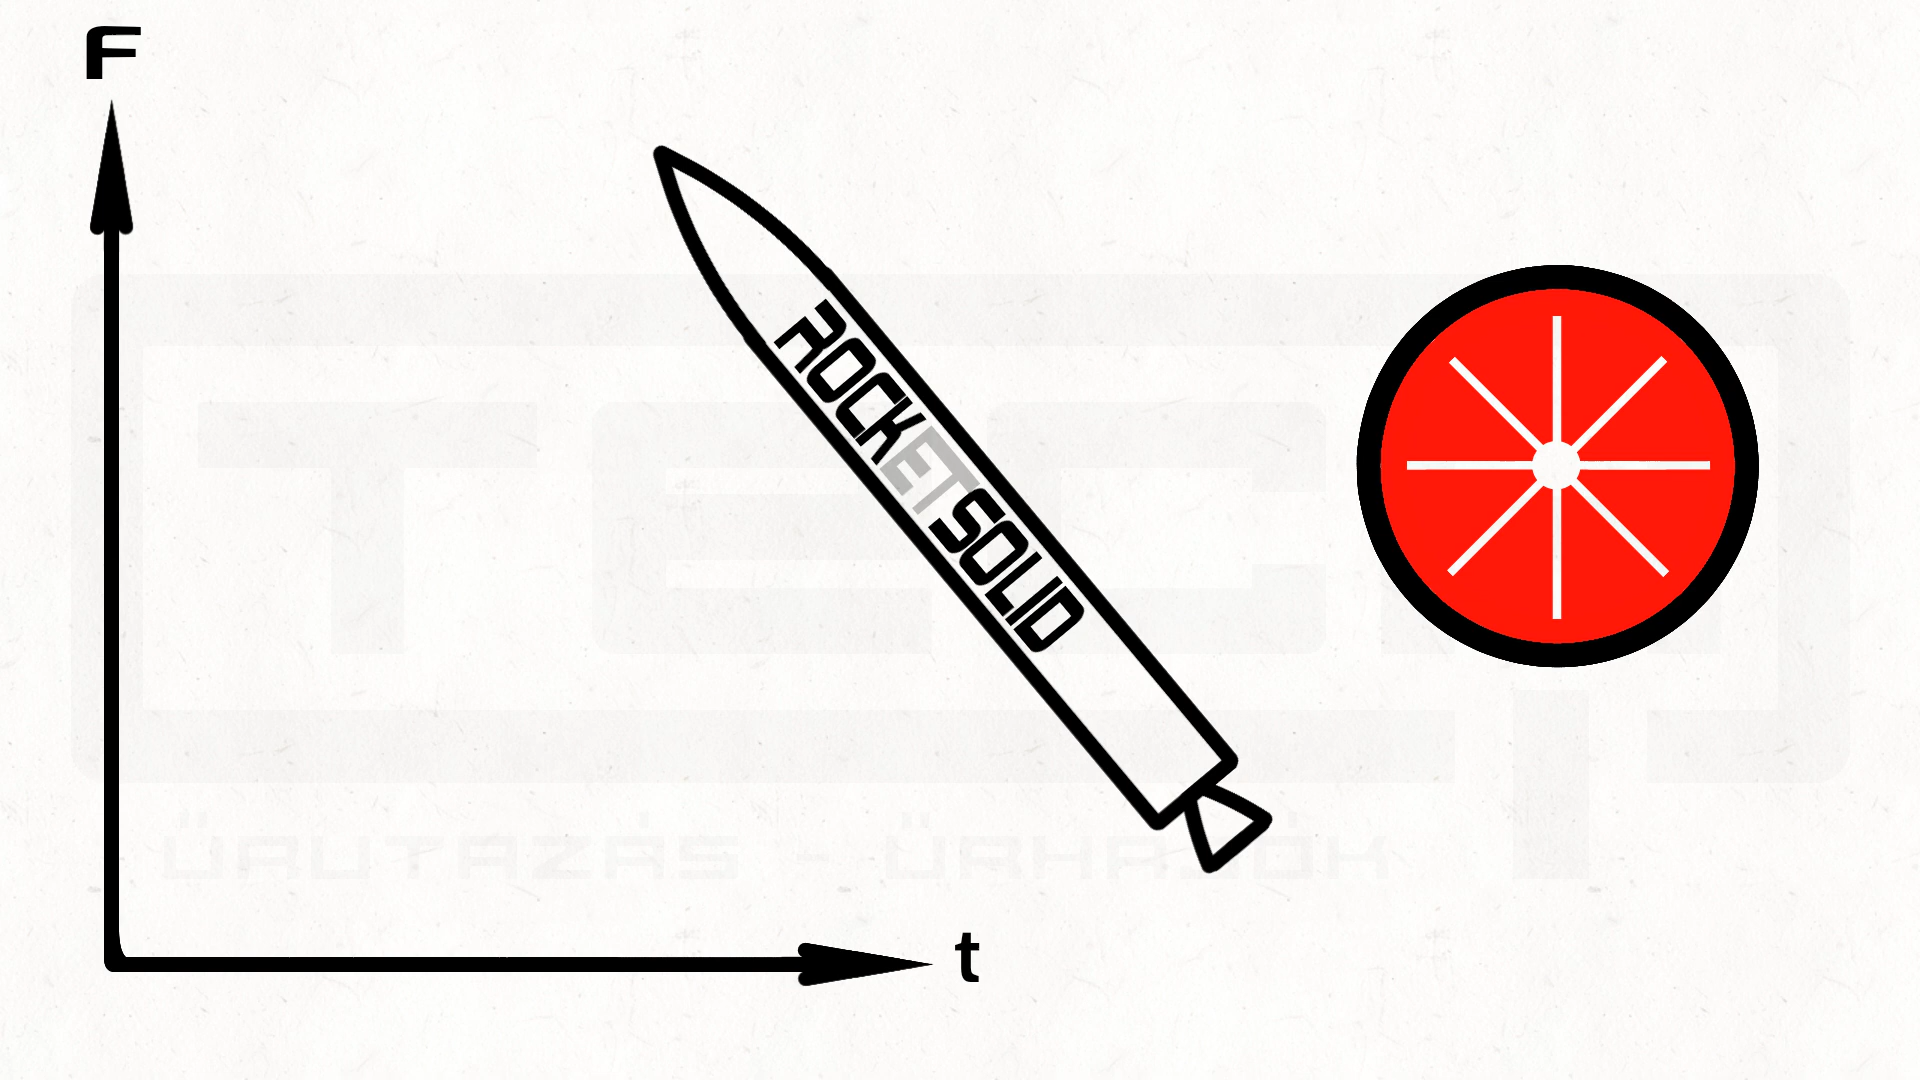 F
ROCKETSOLID
t
ŰRUTAZÁS - ŰRHAJÓK